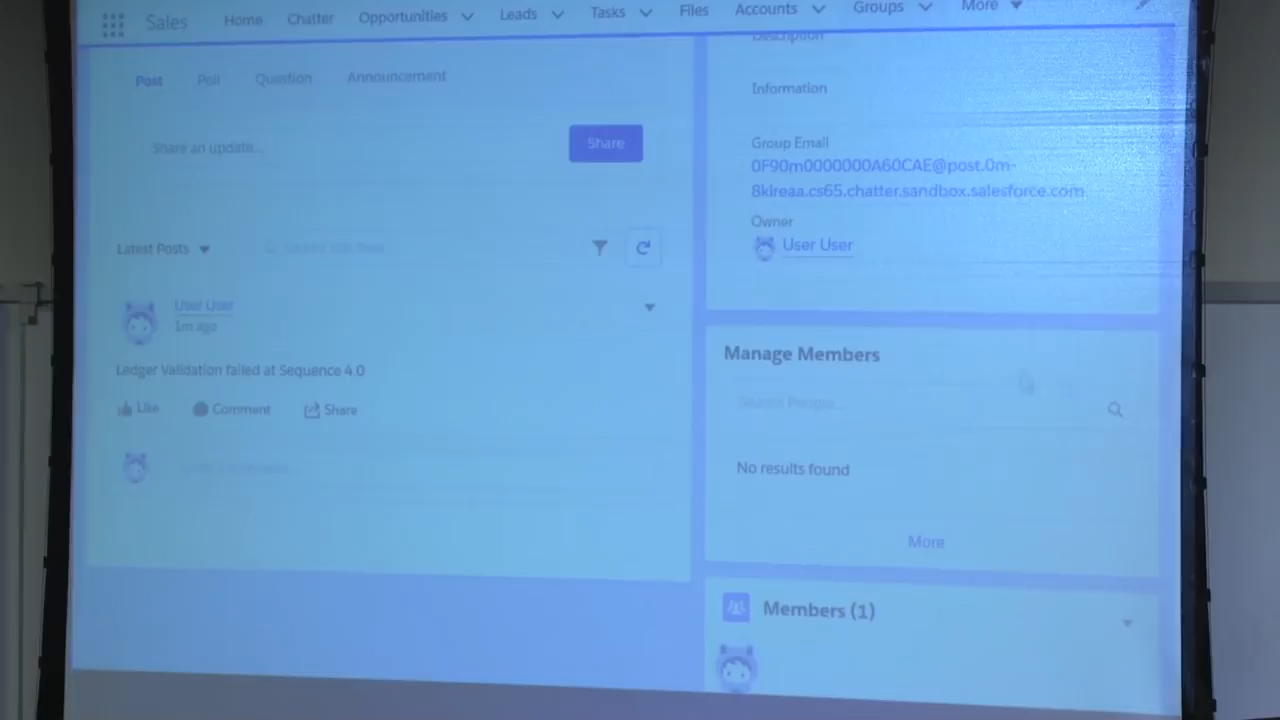 Sales Home Chatter Opportunities Leads Tasks Files Accounts Groups More
Post Poll Question Announcement
Share an update...
Share
Latest Posts
User User
1m ago
Ledger Validation failed at Sequence 4.0
Like Comment Share
Description
Information
Group Email
0F90m0000000A60CAE@post.0m-
8klreaa.cs65.chatter.sandbox.salesforce.com
Owner
User User
Manage Members
Search People...
No results found
More
Members (1)